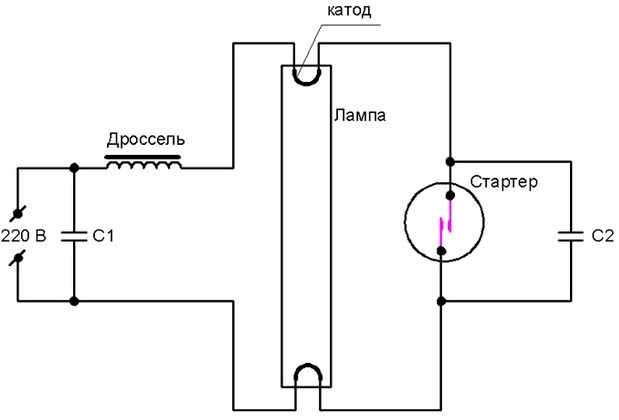 катод
Лампа
Дроссель
Стартер
220 В
C1
C2